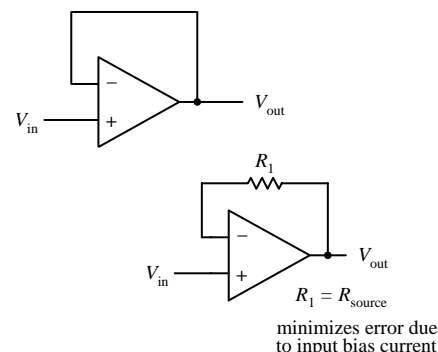 −
V_in
+
V_out
R_1
−
V_in
+
V_out
R_1 = R_source
minimizes error due
to input bias current